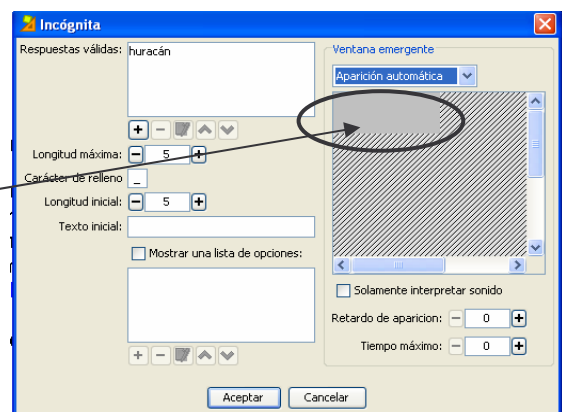 Incógnita
Respuestas válidas:
huracán
Longitud máxima: 5
Carácter de relleno _
Longitud inicial: 5
Texto inicial:
Mostrar una lista de opciones:
Ventana emergente
Aparición automática
Solamente interpretar sonido
Retardo de aparicion: 0
Tiempo máximo: 0
Aceptar
Cancelar